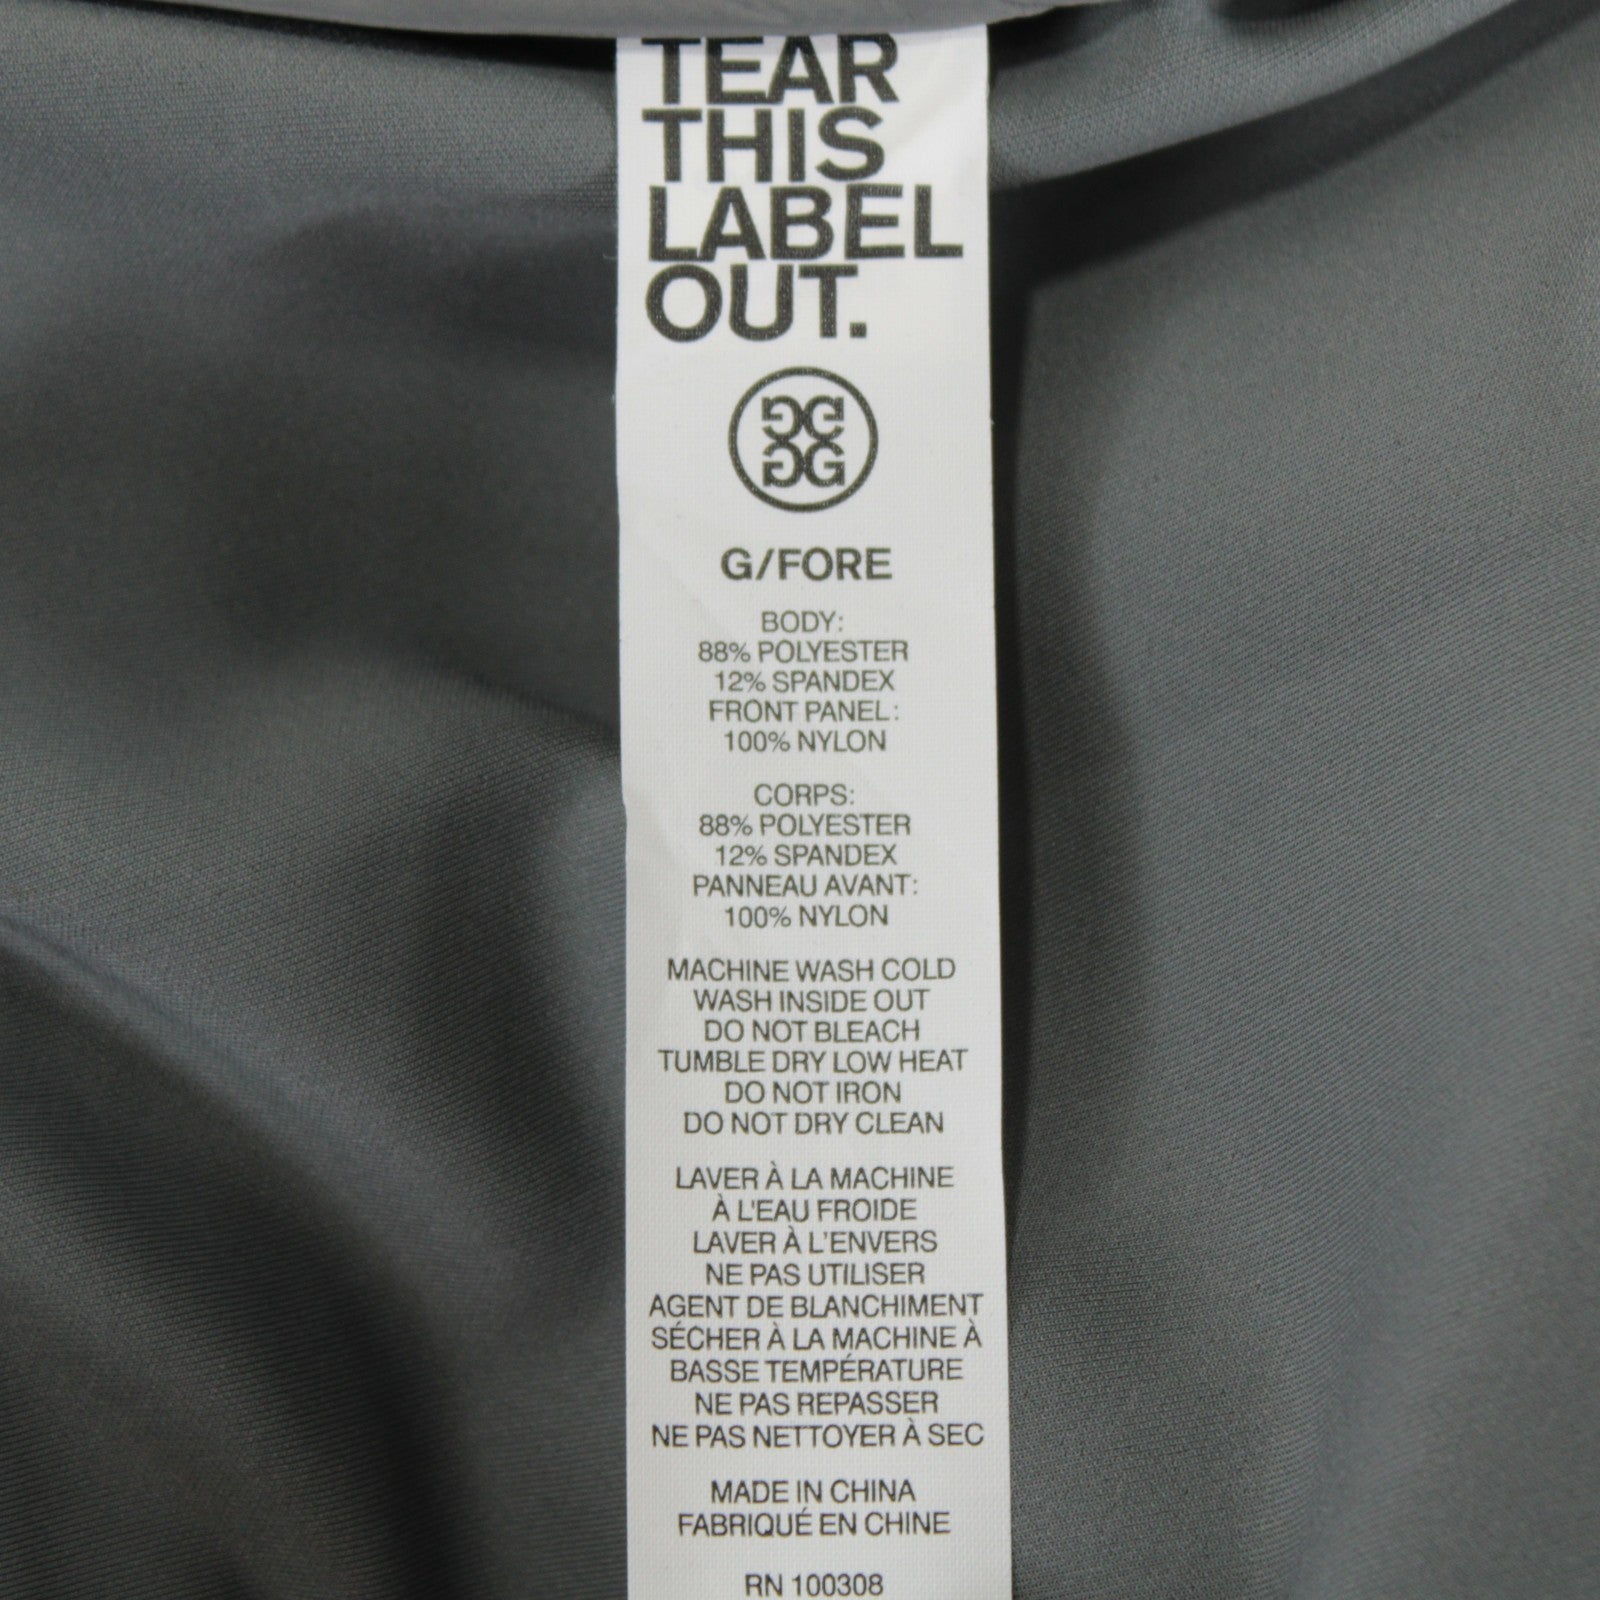 TEAR
THIS
LABEL
OUT.
G/FORE
BODY:
88% POLYESTER
12% SPANDEX
FRONT PANEL:
100% NYLON
CORPS:
88% POLYESTER
12% SPANDEX
PANNEAU AVANT:
100% NYLON
MACHINE WASH COLD
WASH INSIDE OUT
DO NOT BLEACH
TUMBLE DRY LOW HEAT
DO NOT IRON
DO NOT DRY CLEAN
LAVER À LA MACHINE
À L'EAU FROIDE
LAVER À L'ENVERS
NE PAS UTILISER
AGENT DE BLANCHIMENT
SÉCHER À LA MACHINE À
BASSE TEMPÉRATURE
NE PAS REPASSER
NE PAS NETTOYER À SEC
MADE IN CHINA
FABRIQUÉ EN CHINE
RN 100308